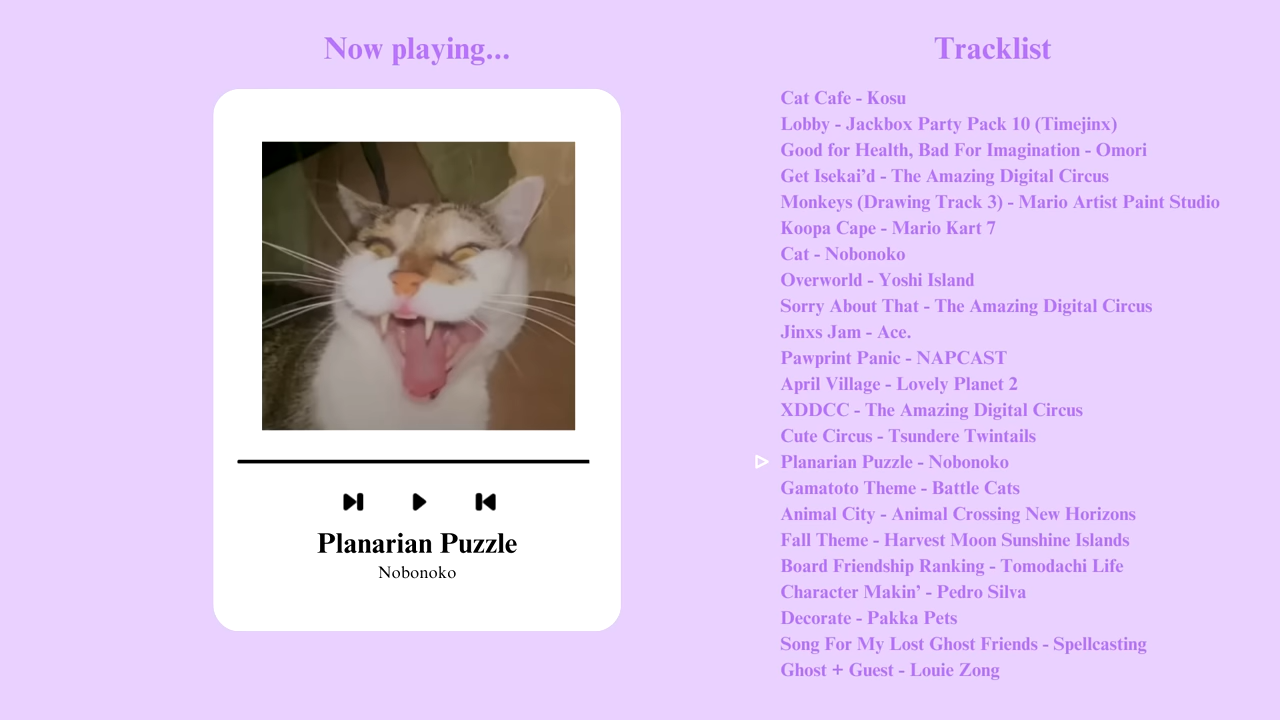 Now playing...
Planarian Puzzle
Nobonoko
Tracklist
Cat Cafe - Kosu
Lobby - Jackbox Party Pack 10 (Timejinx)
Good for Health, Bad For Imagination - Omori
Get Isekai’d - The Amazing Digital Circus
Monkeys (Drawing Track 3) - Mario Artist Paint Studio
Koopa Cape - Mario Kart 7
Cat - Nobonoko
Overworld - Yoshi Island
Sorry About That - The Amazing Digital Circus
Jinxs Jam - Ace.
Pawprint Panic - NAPCAST
April Village - Lovely Planet 2
XDDCC - The Amazing Digital Circus
Cute Circus - Tsundere Twintails
Planarian Puzzle - Nobonoko
Gamatoto Theme - Battle Cats
Animal City - Animal Crossing New Horizons
Fall Theme - Harvest Moon Sunshine Islands
Board Friendship Ranking - Tomodachi Life
Character Makin’ - Pedro Silva
Decorate - Pakka Pets
Song For My Lost Ghost Friends - Spellcasting
Ghost + Guest - Louie Zong